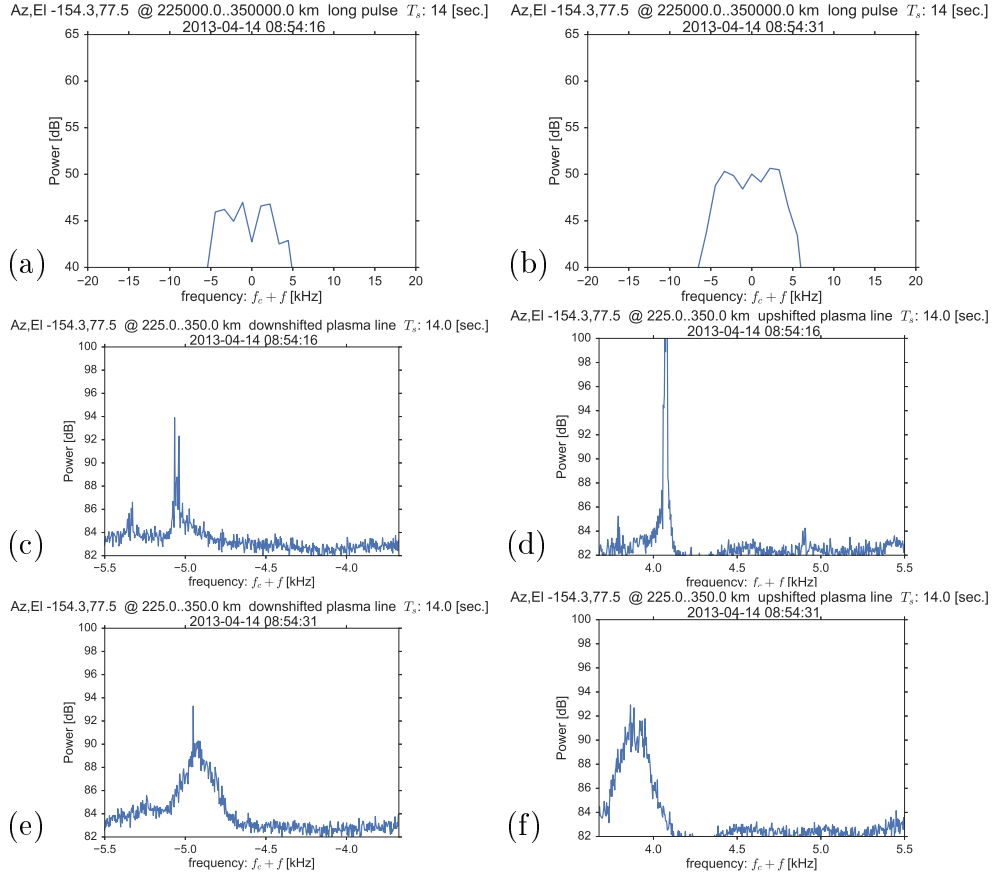 Az,El -154.3,77.5 @ 225000.0..350000.0 km long pulse T_s: 14 [sec.]
2013-04-14 08:54:16
65
60
55
50
45
40
Power [dB]
−20 −15 −10 −5 0 5 10 15 20
frequency: f_c + f [kHz]
(a)
Az,El -154.3,77.5 @ 225000.0..350000.0 km long pulse T_s: 14 [sec.]
2013-04-14 08:54:31
65
60
55
50
45
40
Power [dB]
−20 −15 −10 −5 0 5 10 15 20
frequency: f_c + f [kHz]
(b)
Az,El -154.3,77.5 @ 225.0..350.0 km downshifted plasma line T_s: 14.0 [sec.]
2013-04-14 08:54:16
100
98
96
94
92
90
88
86
84
82
Power [dB]
−5.5 −5.0 −4.5 −4.0
frequency: f_c + f [kHz]
(c)
Az,El -154.3,77.5 @ 225.0..350.0 km upshifted plasma line T_s: 14.0 [sec.]
2013-04-14 08:54:16
100
98
96
94
92
90
88
86
84
82
Power [dB]
4.0 4.5 5.0 5.5
frequency: f_c + f [kHz]
(d)
Az,El -154.3,77.5 @ 225.0..350.0 km downshifted plasma line T_s: 14.0 [sec.]
2013-04-14 08:54:31
100
98
96
94
92
90
88
86
84
82
Power [dB]
−5.5 −5.0 −4.5 −4.0
frequency: f_c + f [kHz]
(e)
Az,El -154.3,77.5 @ 225.0..350.0 km upshifted plasma line T_s: 14.0 [sec.]
2013-04-14 08:54:31
100
98
96
94
92
90
88
86
84
82
Power [dB]
4.0 4.5 5.0 5.5
frequency: f_c + f [kHz]
(f)